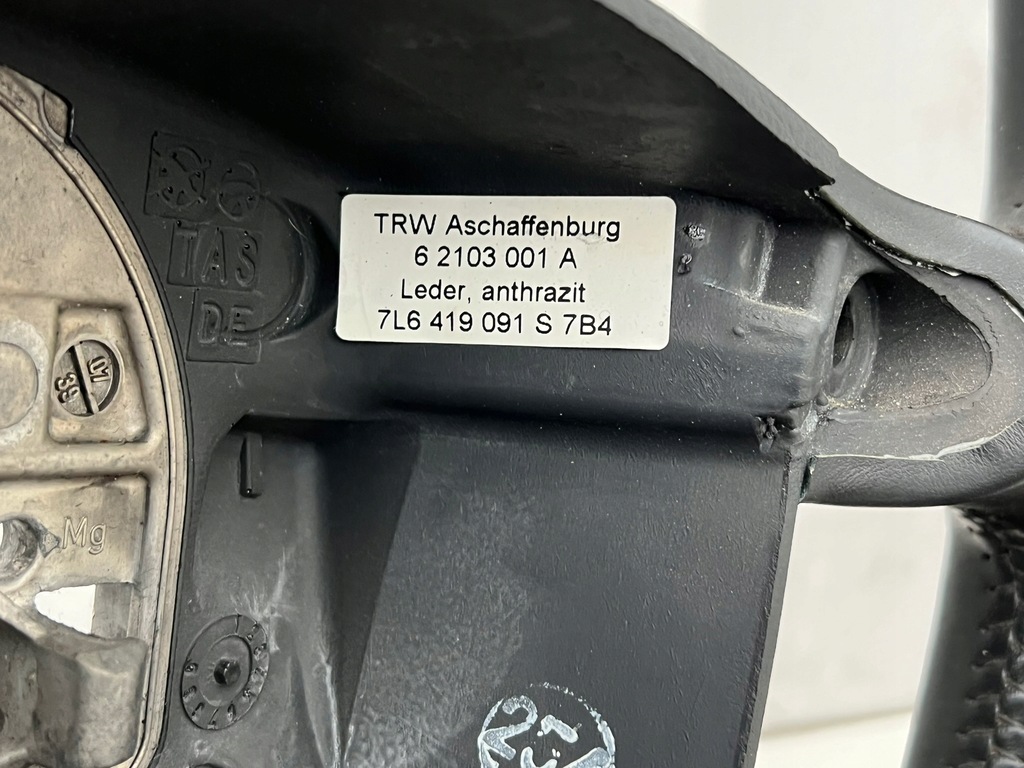 TRW Aschaffenburg
6 2103 001 A
Leder, anthrazit
7L6 419 091 S 7B4
TAS
DE
Mg